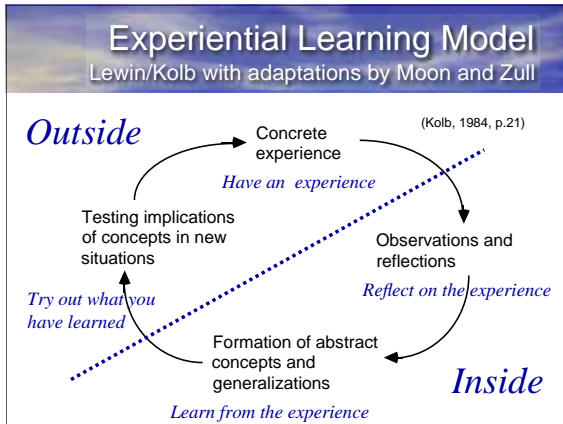 Experiential Learning Model
Lewin/Kolb with adaptations by Moon and Zull
Outside
(Kolb, 1984, p.21)
Concrete
experience
Have an experience
Testing implications
of concepts in new
situations
Try out what you
have learned
Observations and
reflections
Reflect on the experience
Formation of abstract
concepts and
generalizations
Learn from the experience
Inside